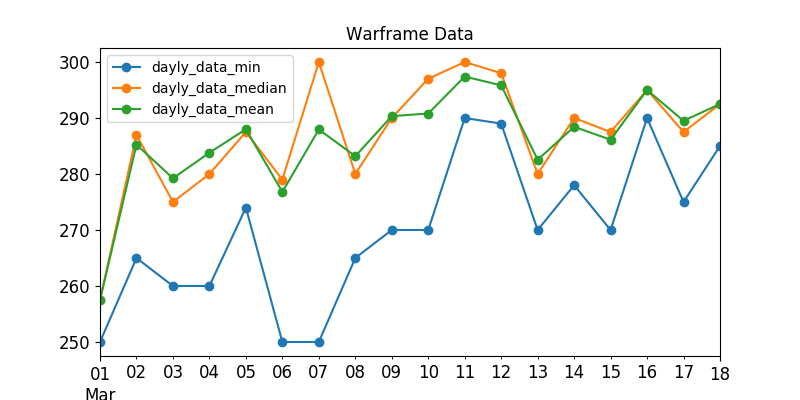 Warframe Data
dayly_data_min
dayly_data_median
dayly_data_mean
300
290
280
270
260
250
01 02 03 04 05 06 07 08 09 10 11 12 13 14 15 16 17 18
Mar